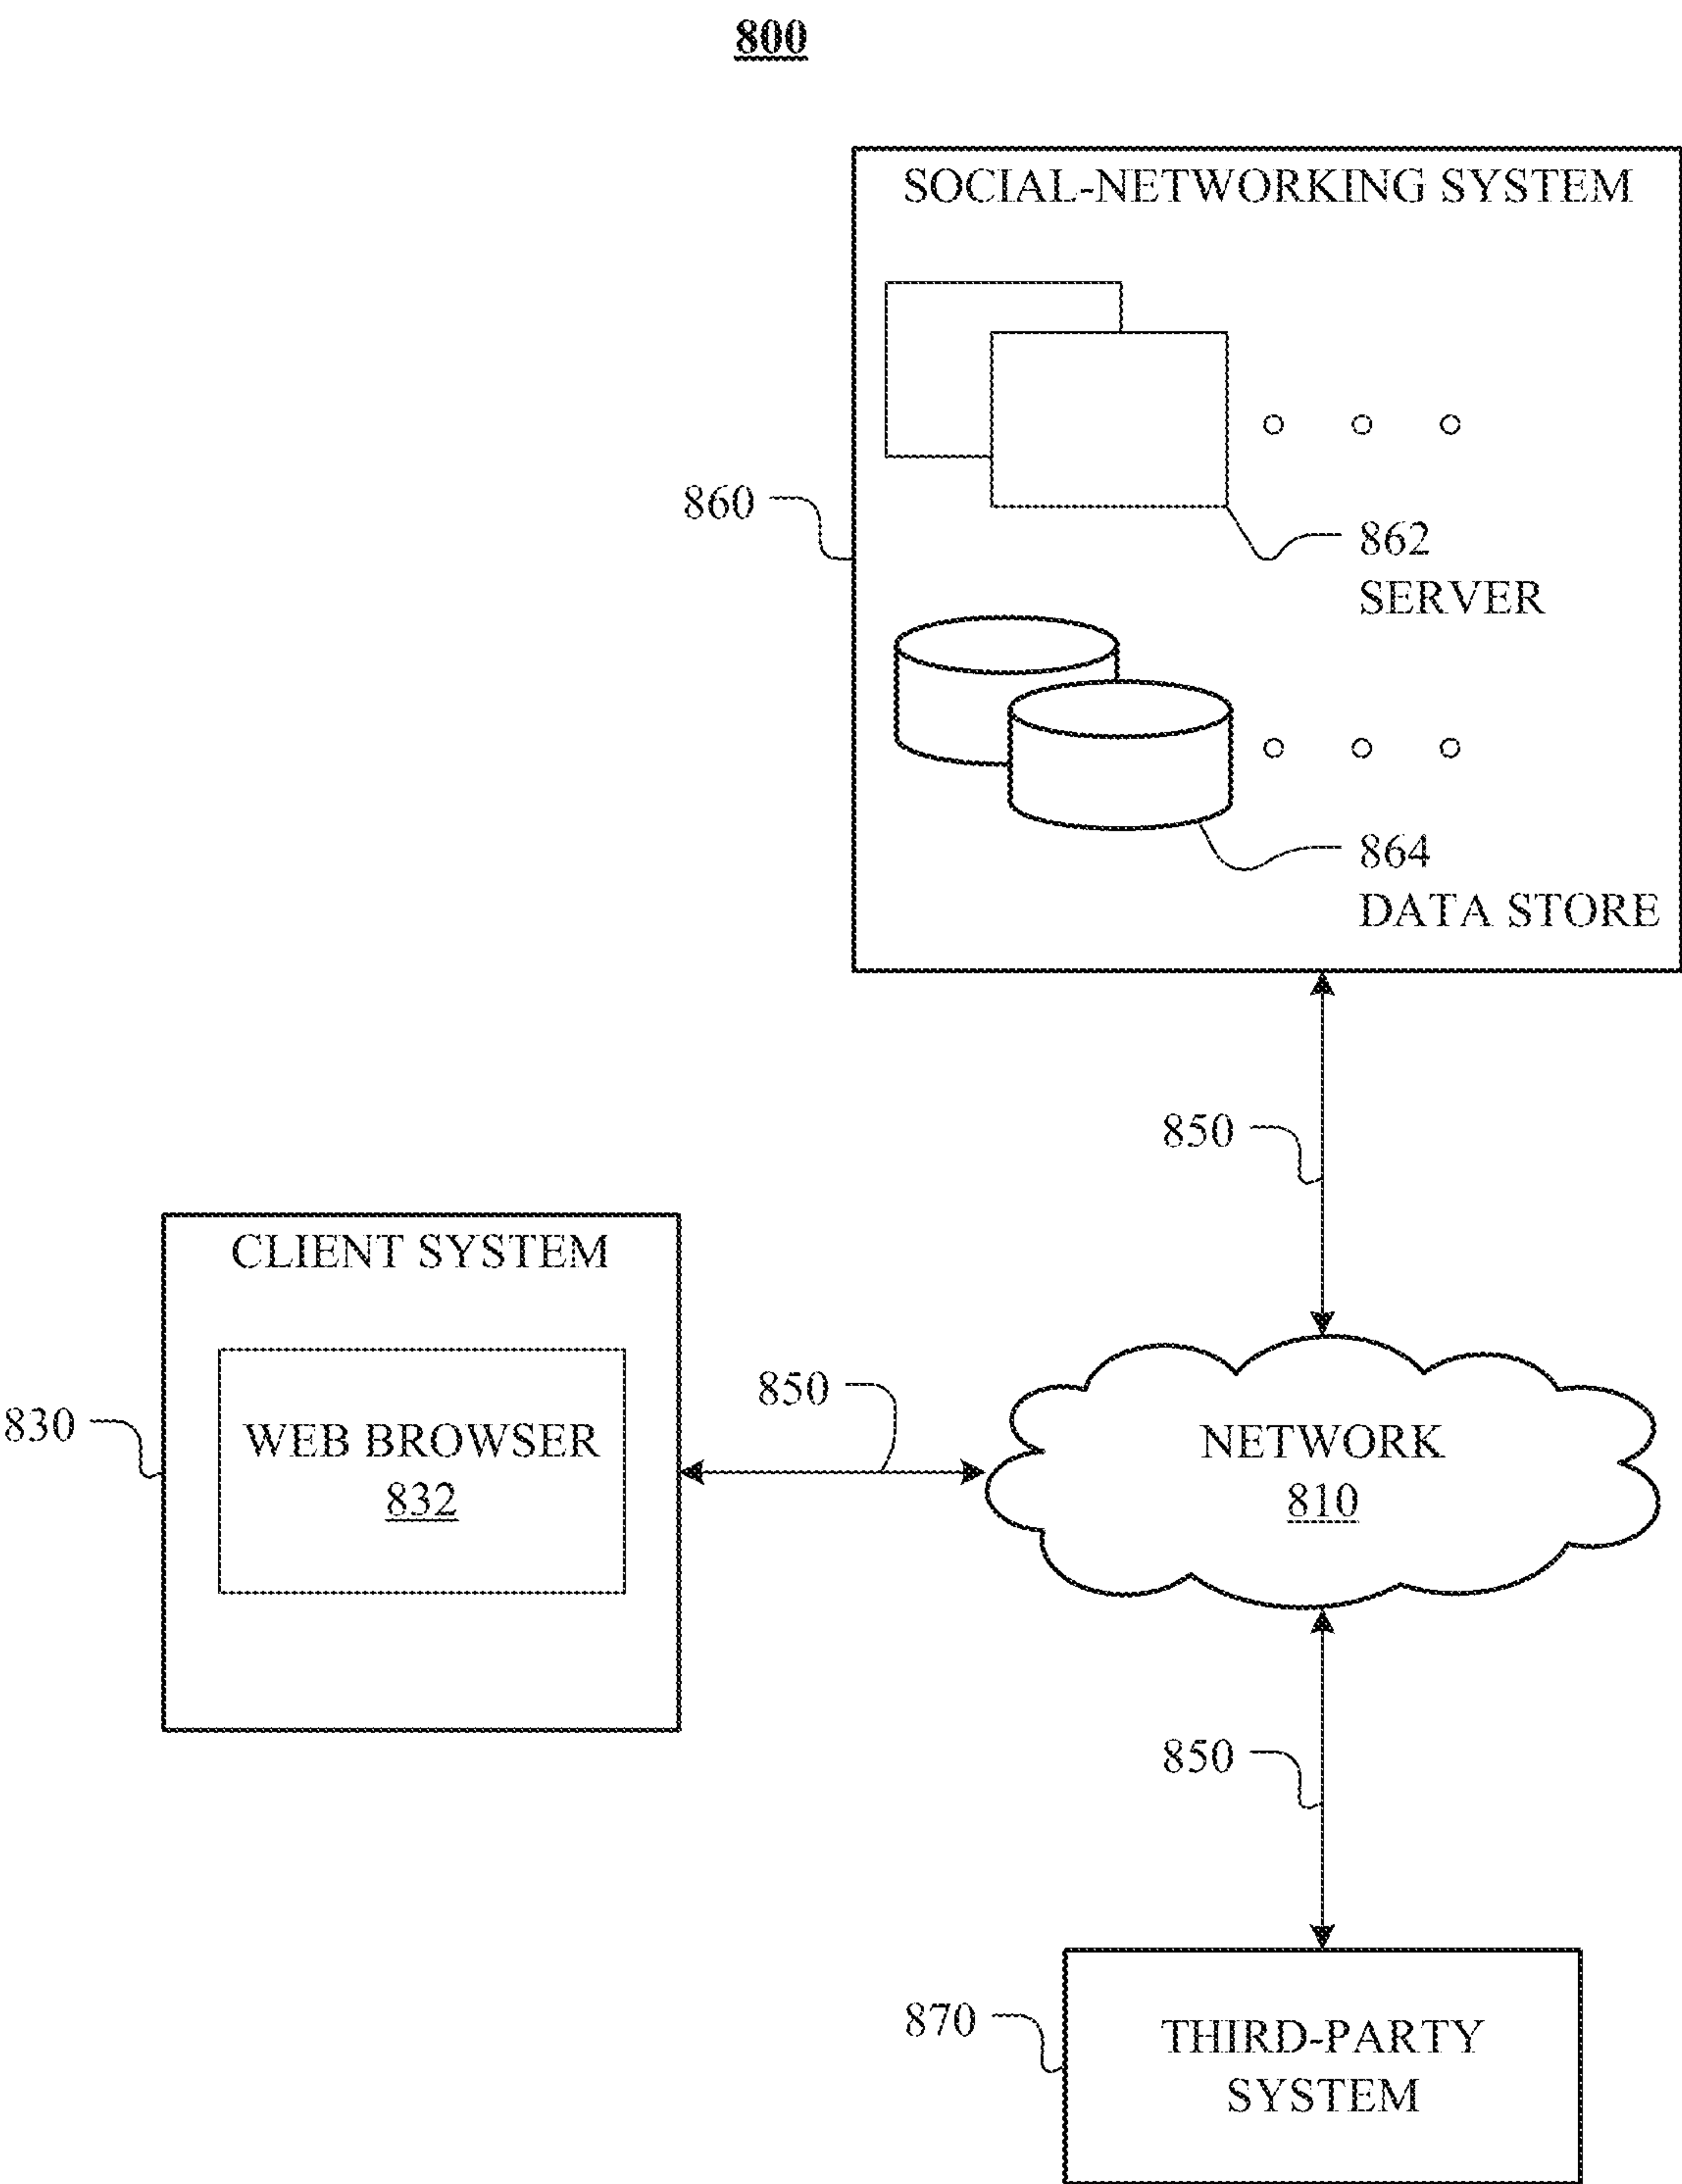 800
SOCIAL-NETWORKING SYSTEM
860
862
SERVER
864
DATA STORE
850
CLIENT SYSTEM
830
WEB BROWSER
832
850
NETWORK
810
850
870
THIRD-PARTY
SYSTEM